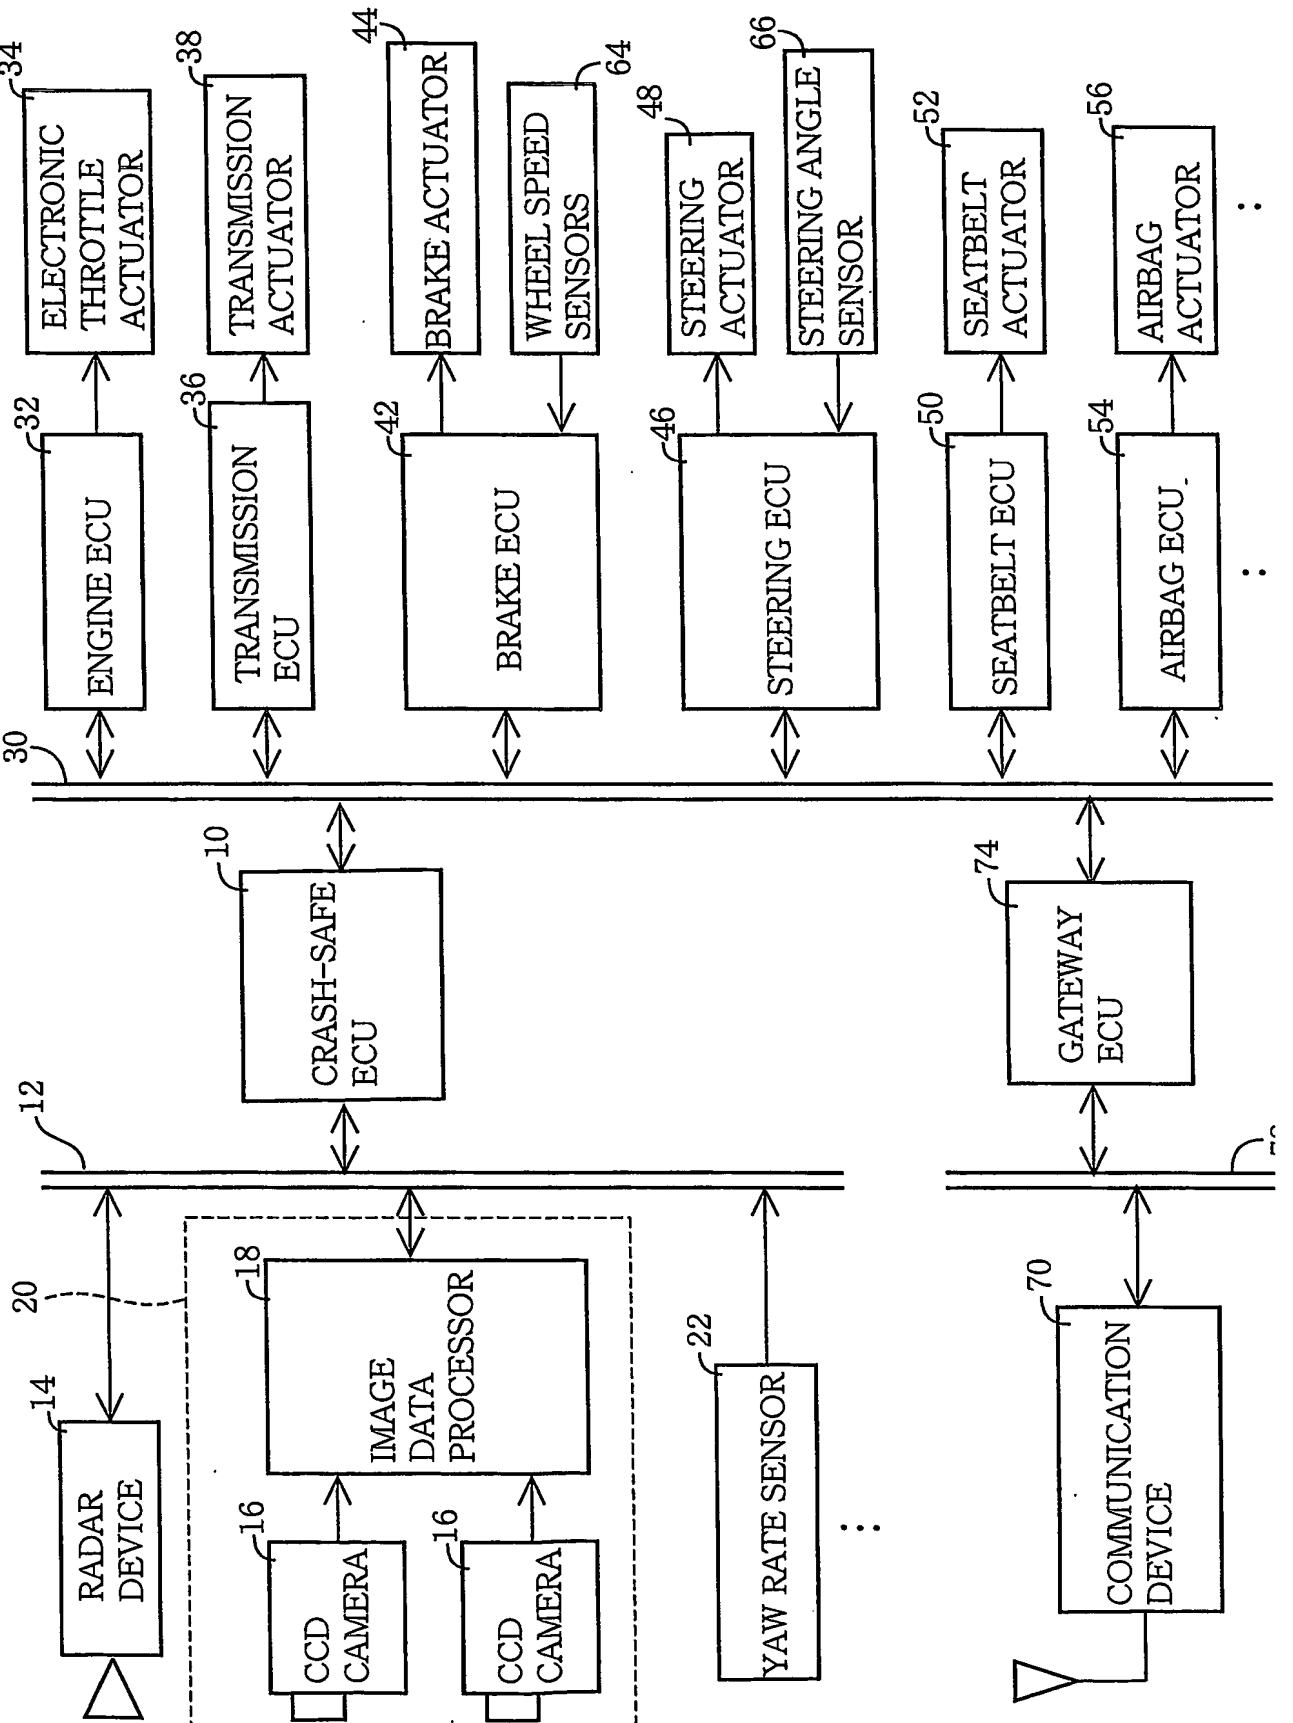 34
ELECTRONIC
THROTTLE
ACTUATOR
38
TRANSMISSION
ACTUATOR
44
BRAKE ACTUATOR
64
WHEEL SPEED
SENSORS
48
STEERING
ACTUATOR
66
STEERING ANGLE
SENSOR
52
SEATBELT
ACTUATOR
56
AIRBAG
ACTUATOR
32
ENGINE ECU
36
TRANSMISSION
ECU
42
BRAKE ECU
46
STEERING ECU
50
SEATBELT ECU
54
AIRBAG ECU
30
10
CRASH-SAFE
ECU
74
GATEWAY
ECU
12
20
14
RADAR
DEVICE
18
IMAGE
DATA
PROCESSOR
16
CCD
CAMERA
16
CCD
CAMERA
22
YAW RATE SENSOR
70
COMMUNICATION
DEVICE